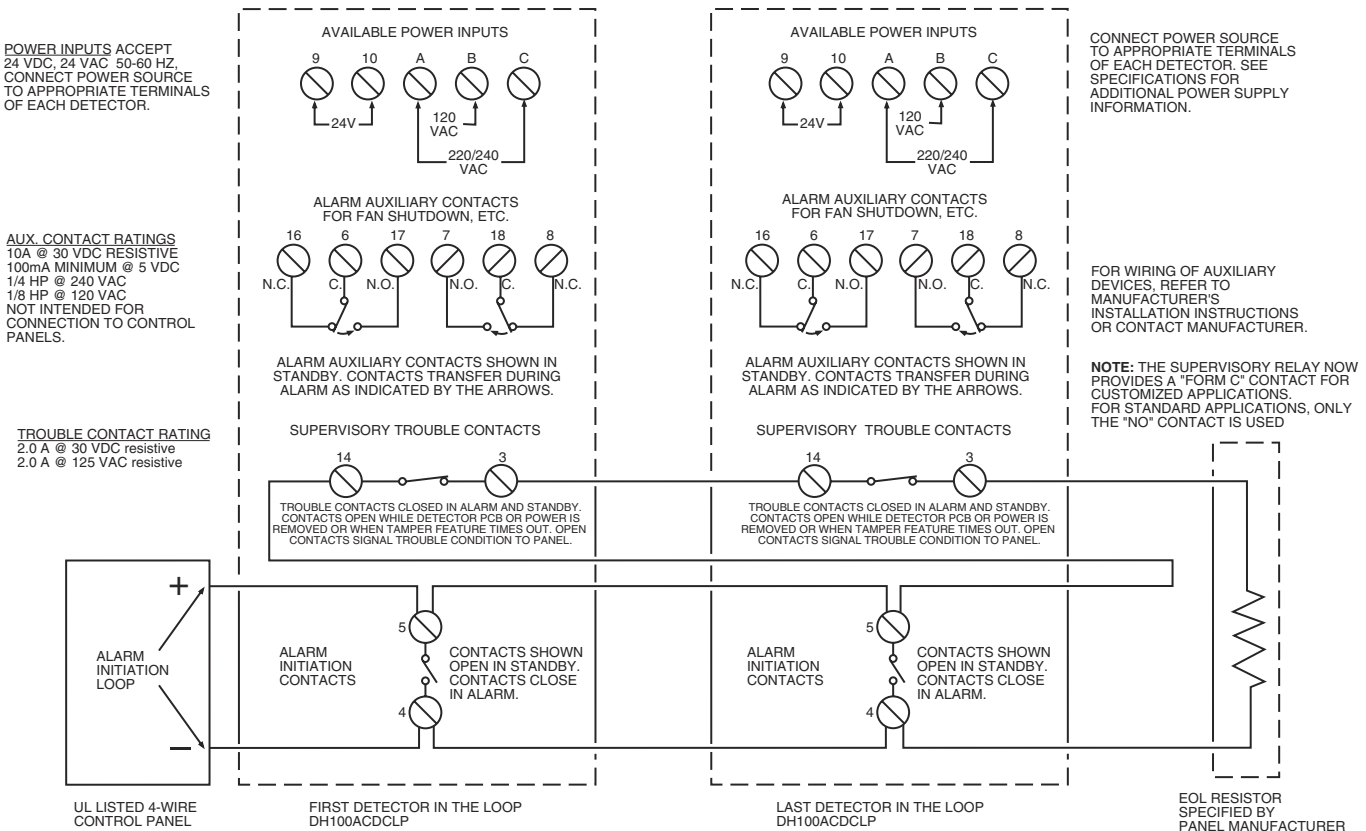 POWER INPUTS ACCEPT
24 VDC, 24 VAC 50-60 HZ,
CONNECT POWER SOURCE
TO APPROPRIATE TERMINALS
OF EACH DETECTOR.
AUX. CONTACT RATINGS
10A @ 30 VDC RESISTIVE
100mA MINIMUM @ 5 VDC
1/4 HP @ 240 VAC
1/8 HP @ 120 VAC
NOT INTENDED FOR
CONNECTION TO CONTROL
PANELS.
TROUBLE CONTACT RATING
2.0 A @ 30 VDC resistive
2.0 A @ 125 VAC resistive
+
ALARM
INITIATION
LOOP
−
UL LISTED 4-WIRE
CONTROL PANEL
AVAILABLE POWER INPUTS
9 10 A B C
24V
120
VAC
220/240
VAC
ALARM AUXILIARY CONTACTS
FOR FAN SHUTDOWN, ETC.
16 6 17 7 18 8
N.C. C. N.O. N.O. C. N.C.
ALARM AUXILIARY CONTACTS SHOWN IN
STANDBY. CONTACTS TRANSFER DURING
ALARM AS INDICATED BY THE ARROWS.
SUPERVISORY TROUBLE CONTACTS
14 3
TROUBLE CONTACTS CLOSED IN ALARM AND STANDBY.
CONTACTS OPEN WHILE DETECTOR PCB OR POWER IS
REMOVED OR WHEN TAMPER FEATURE TIMES OUT. OPEN
CONTACTS SIGNAL TROUBLE CONDITION TO PANEL.
5
ALARM
INITIATION
CONTACTS
CONTACTS SHOWN
OPEN IN STANDBY.
CONTACTS CLOSE
IN ALARM.
4
FIRST DETECTOR IN THE LOOP
DH100ACDCLP
AVAILABLE POWER INPUTS
9 10 A B C
24V
120
VAC
220/240
VAC
ALARM AUXILIARY CONTACTS
FOR FAN SHUTDOWN, ETC.
16 6 17 7 18 8
N.C. C. N.O. N.O. C. N.C.
ALARM AUXILIARY CONTACTS SHOWN IN
STANDBY. CONTACTS TRANSFER DURING
ALARM AS INDICATED BY THE ARROWS.
SUPERVISORY TROUBLE CONTACTS
14 3
TROUBLE CONTACTS CLOSED IN ALARM AND STANDBY.
CONTACTS OPEN WHILE DETECTOR PCB OR POWER IS
REMOVED OR WHEN TAMPER FEATURE TIMES OUT. OPEN
CONTACTS SIGNAL TROUBLE CONDITION TO PANEL.
5
ALARM
INITIATION
CONTACTS
CONTACTS SHOWN
OPEN IN STANDBY.
CONTACTS CLOSE
IN ALARM.
4
LAST DETECTOR IN THE LOOP
DH100ACDCLP
CONNECT POWER SOURCE
TO APPROPRIATE TERMINALS
OF EACH DETECTOR. SEE
SPECIFICATIONS FOR
ADDITIONAL POWER SUPPLY
INFORMATION.
FOR WIRING OF AUXILIARY
DEVICES, REFER TO
MANUFACTURER'S
INSTALLATION INSTRUCTIONS
OR CONTACT MANUFACTURER.
NOTE: THE SUPERVISORY RELAY NOW
PROVIDES A "FORM C" CONTACT FOR
CUSTOMIZED APPLICATIONS.
FOR STANDARD APPLICATIONS, ONLY
THE "NO" CONTACT IS USED
EOL RESISTOR
SPECIFIED BY
PANEL MANUFACTURER